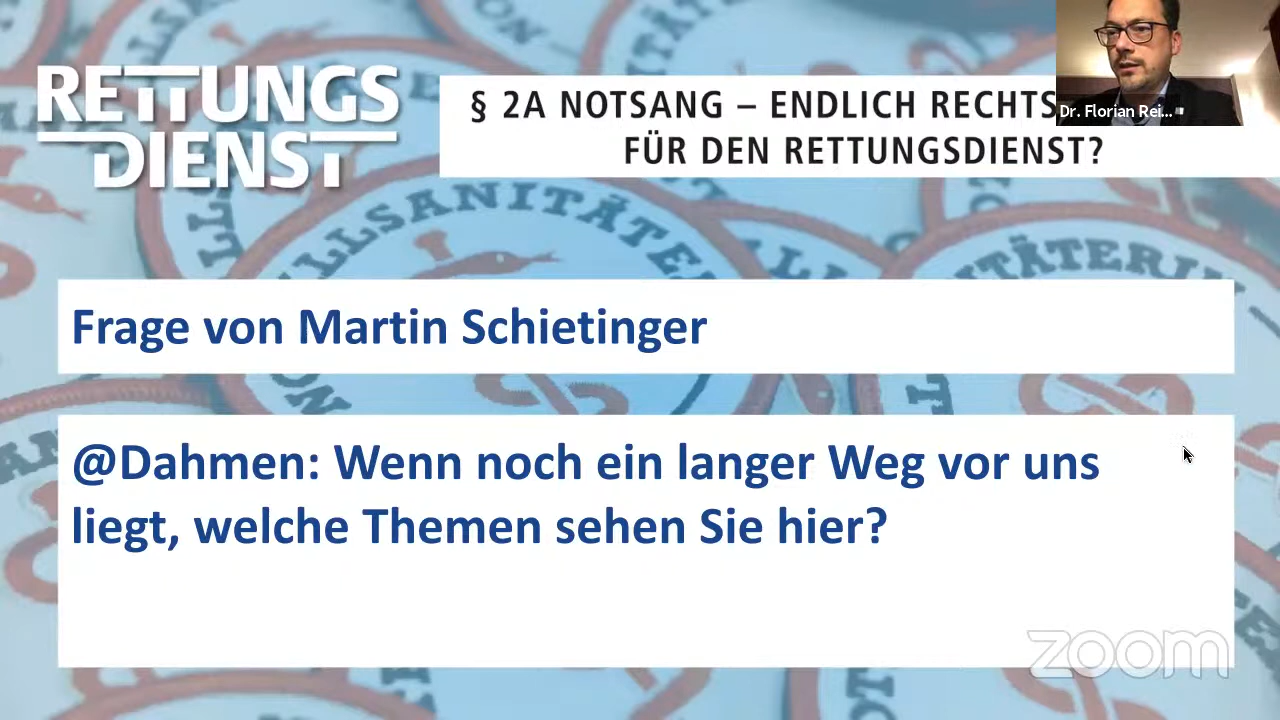 RETTUNGS
DIENST
§ 2A NOTSANG – ENDLICH RECHTS
FÜR DEN RETTUNGSDIENST?
Dr. Florian Rei...
Frage von Martin Schietinger
@Dahmen: Wenn noch ein langer Weg vor uns
liegt, welche Themen sehen Sie hier?
zoom